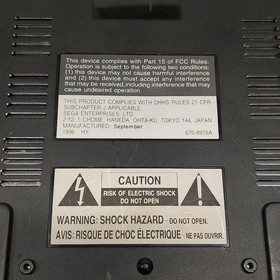 This device complies with Part 15 of FCC Rules.
Operation is subject to the following two conditions:
(1) this device may not cause harmful interference
and (2) this device must accept any interference
received, including interference that may
cause undesired operation.
THIS PRODUCT COMPLIES WITH DHHS RULES 21 CFR
SUBCHAPTER J APPLICABLE.
SEGA ENTERPRISES, LTD.
2-12, 1-CHOME, HANEDA, OHTA-KU, TOKYO 144, JAPAN
MANUFACTURED: September,
1996 HY
CAUTION
RISK OF ELECTRIC SHOCK
DO NOT OPEN
WARNING: SHOCK HAZARD - DO NOT OPEN.
AVIS: RISQUE DE CHOC ÉLECTRIQUE - NE PAS OUVRIR.